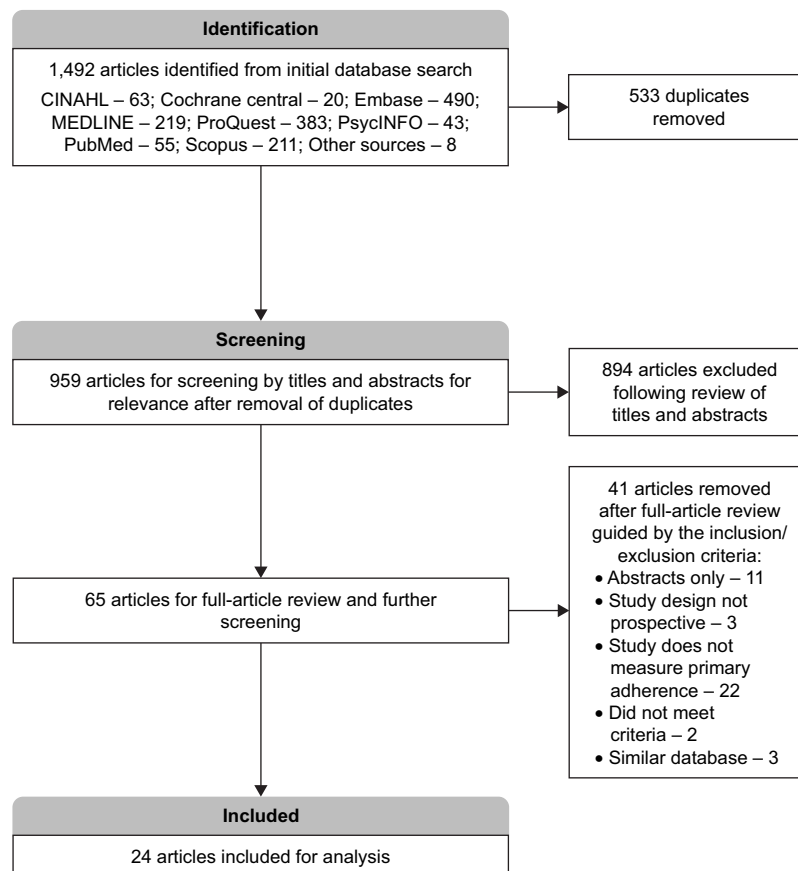 Identification
1,492 articles identified from initial database search
CINAHL – 63; Cochrane central – 20; Embase – 490;
MEDLINE – 219; ProQuest – 383; PsycINFO – 43;
PubMed – 55; Scopus – 211; Other sources – 8
533 duplicates
removed
Screening
959 articles for screening by titles and abstracts for
relevance after removal of duplicates
894 articles excluded
following review of
titles and abstracts
65 articles for full-article review and further
screening
41 articles removed
after full-article review
guided by the inclusion/
exclusion criteria:
• Abstracts only – 11
• Study design not
prospective – 3
• Study does not
measure primary
adherence – 22
• Did not meet
criteria – 2
• Similar database – 3
Included
24 articles included for analysis